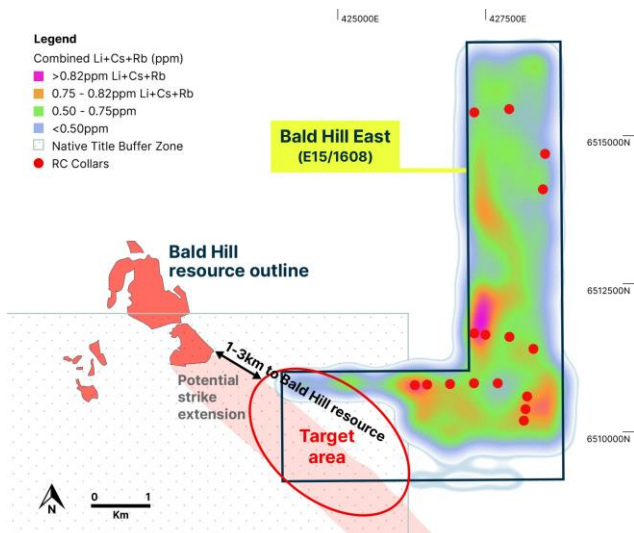 425000E
427500E
Legend
Combined Li+Cs+Rb (ppm)
>0.82ppm Li+Cs+Rb
0.75 - 0.82ppm Li+Cs+Rb
0.50 - 0.75ppm
<0.50ppm
Native Title Buffer Zone
RC Collars
Bald Hill East
(E15/1608)
6515000N
Bald Hill
resource outline
6512500N
1-3km to Bald Hill resource
Potential
strike
extension
Target
area
6510000N
N
0 1
Km